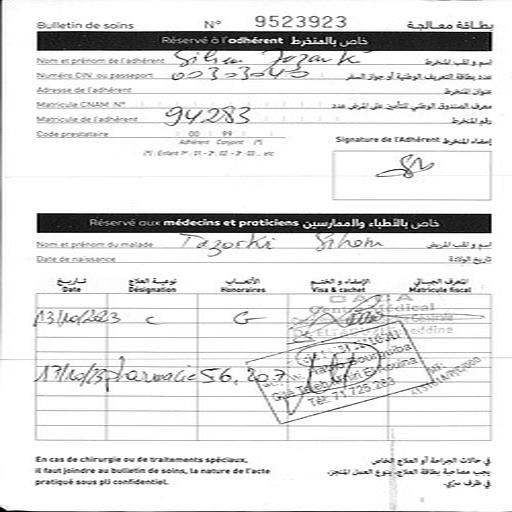 Bulletin de soins N° 9523923 بطاقة معالجة
Réservé à l'adhérent خاص بالمنخرط
Nom et prénom de l'adhérent Sihem Tazarki اسم و لقب المنخرط
Numéro CIN ou passeport عدد بطاقة التعريف الوطنية أو جواز السفر
Adresse de l'adhérent عنوان المنخرط
Matricule CNAM N° معرف الصندوق الوطني للتأمين على المرض عدد
Matricule de l'adhérent 94283 رقم المنخرط
Code prestataire 00 99 (*)
Adhérent Conjoint (*)
(*) : Enfant 1er : 01 - 2e : 02 - 3e : 03 ... etc
Signature de l'Adhérent إمضاء المنخرط
Réservé aux médecins et praticiens خاص بالأطباء والممارسين
Nom et prénom du malade Tazarki Sihem اسم و لقب المريض
Date de naissance تاريخ الولادة
تاريخ نوعية العلاج الأتعاب الإمضاء و الختم المعرف الجبائي
Date Désignation Honoraires Visa & cachet Matricule fiscal
13/10/2023 C G
13/10/23 pharmacie 56.207
Bourguiba
Tél: 71 725.283
En cas de chirurgie ou de traitements spéciaux,
il faut joindre au bulletin de soins, la nature de l'acte
pratiqué sous pli confidentiel.
في حالات الجراحة أو العلاج الخاص
يجب مصاحبة بطاقة العلاج، بنوع العمل المنجز،
في ظرف سري.